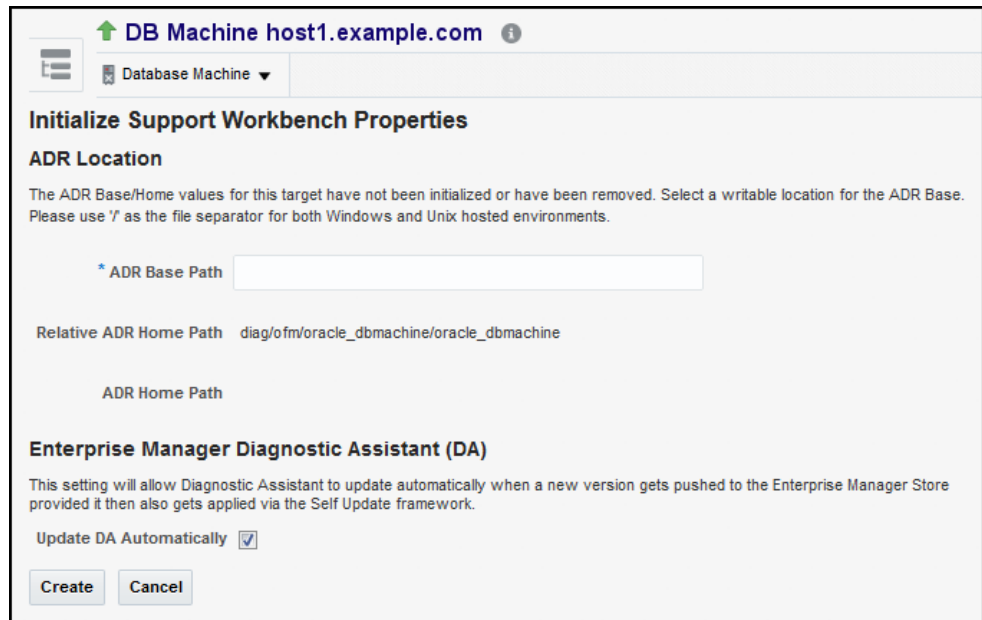 DB Machine host1.example.com
Database Machine
Initialize Support Workbench Properties
ADR Location
The ADR Base/Home values for this target have not been initialized or have been removed. Select a writable location for the ADR Base.
Please use '/' as the file separator for both Windows and Unix hosted environments.
* ADR Base Path
Relative ADR Home Path diag/ofm/oracle_dbmachine/oracle_dbmachine
ADR Home Path
Enterprise Manager Diagnostic Assistant (DA)
This setting will allow Diagnostic Assistant to update automatically when a new version gets pushed to the Enterprise Manager Store
provided it then also gets applied via the Self Update framework.
Update DA Automatically
Create Cancel